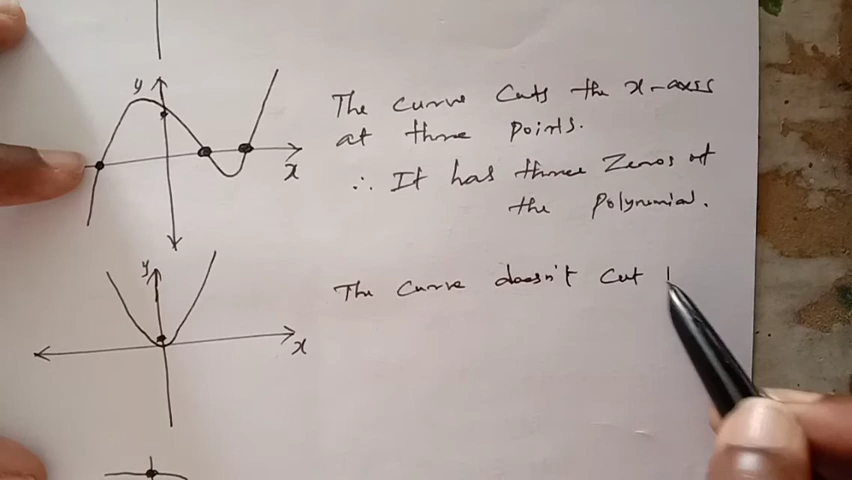 y
The curve cuts the x-axis
at three points.
x
∴ It has three zeros of
the polynomial.
y
The curve doesn't cut
x